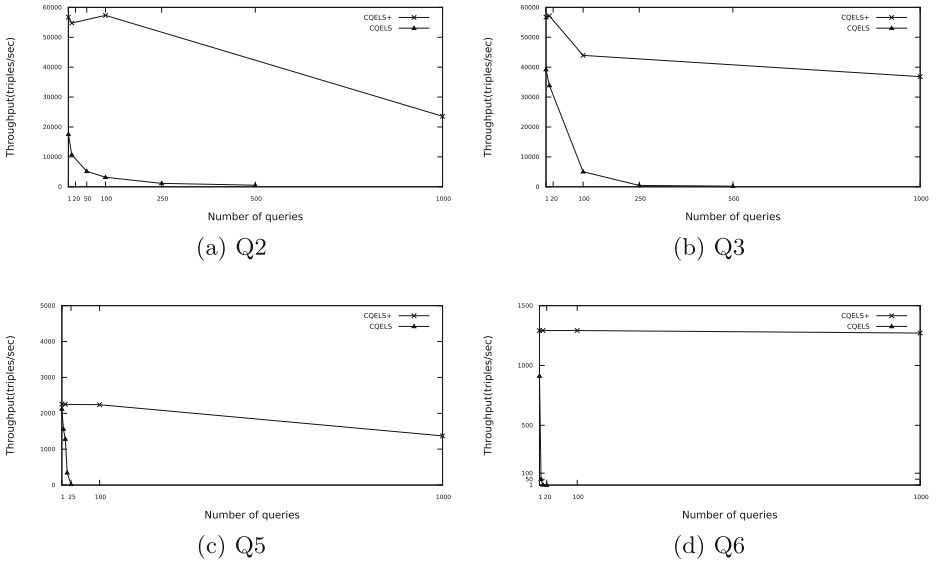 60000
50000
40000
30000
20000
10000
0
Throughput(triples/sec)
CQELS+
CQELS
1 20 50 100 250 500 1000
Number of queries
(a) Q2
60000
50000
40000
30000
20000
10000
0
Throughput(triples/sec)
CQELS+
CQELS
1 20 100 250 500 1000
Number of queries
(b) Q3
5000
4000
3000
2000
1000
0
Throughput(triples/sec)
CQELS+
CQELS
1 25 100 1000
Number of queries
(c) Q5
1500
1000
500
100
50
1
Throughput(triples/sec)
CQELS+
CQELS
1 20 100 1000
Number of queries
(d) Q6